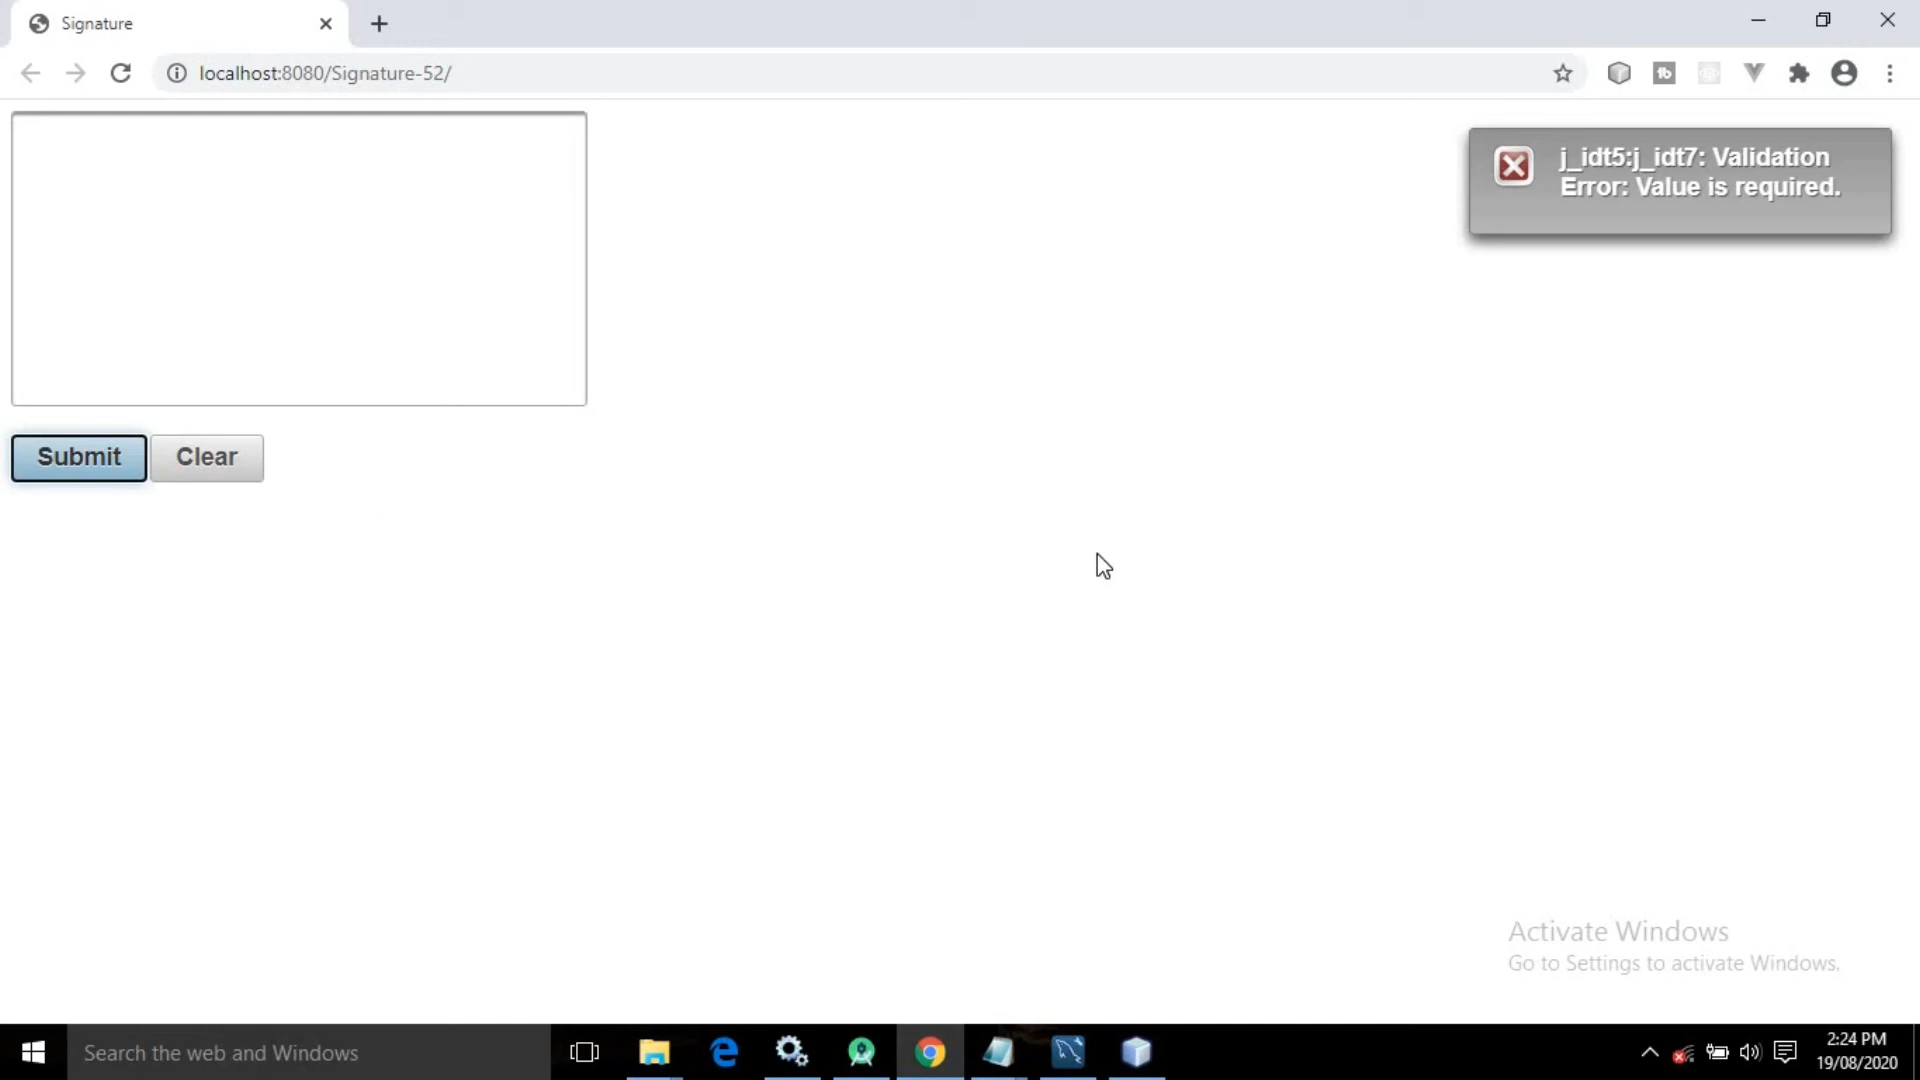 Signature
localhost:8080/Signature-52/
j_idt5:j_idt7: Validation
Error: Value is required.
Submit
Clear
Activate Windows
Go to Settings to activate Windows.
Search the web and Windows
2:24 PM
19/08/2020